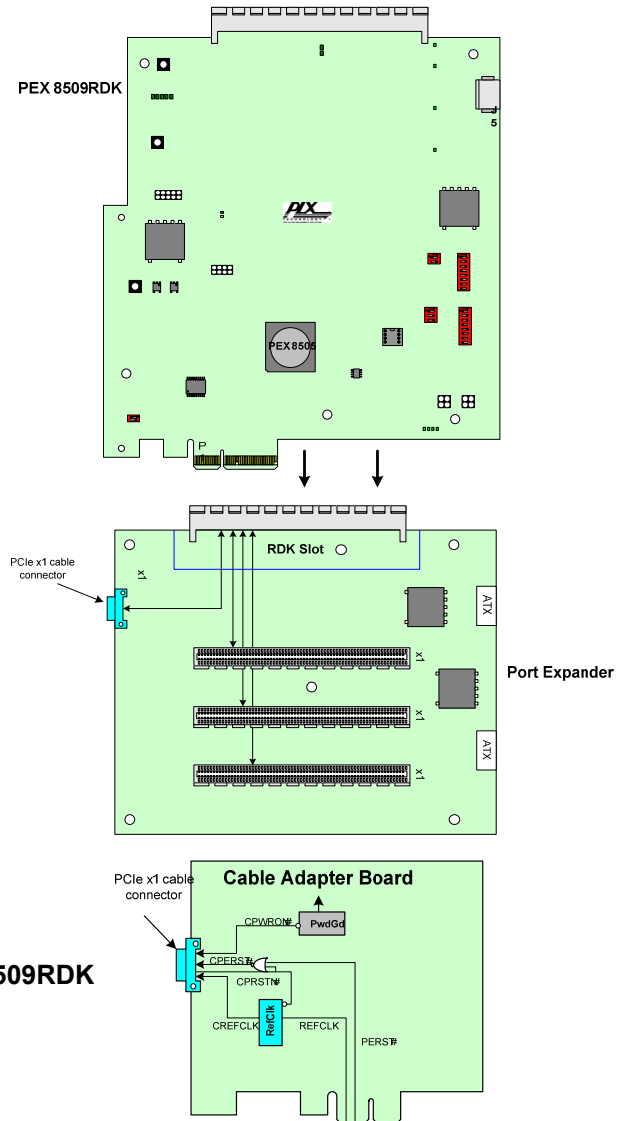 PEX 8509RDK
J
5
PLX
TECHNOLOGY
PEX 8505
P
RDK Slot
PCIe x1 cable
connector
x1
ATX
x1
Port Expander
x1
ATX
x1
Cable Adapter Board
PCIe x1 cable
connector
CPWRON#
PwdGd
CPERST#
CPRSTN#
509RDK
CREFCLK
RefClk
REFCLK
PERST#